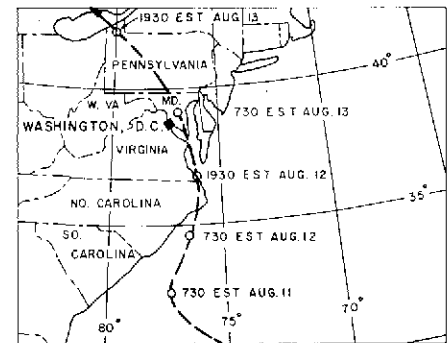 1930 EST AUG. 13
PENNSYLVANIA
40°
W. VA.
MD.
730 EST AUG. 13
WASHINGTON, D.C.
VIRGINIA
1930 EST AUG. 12
NO. CAROLINA
35°
SO.
CAROLINA
730 EST AUG. 12
730 EST AUG. 11
80°
75°
70°